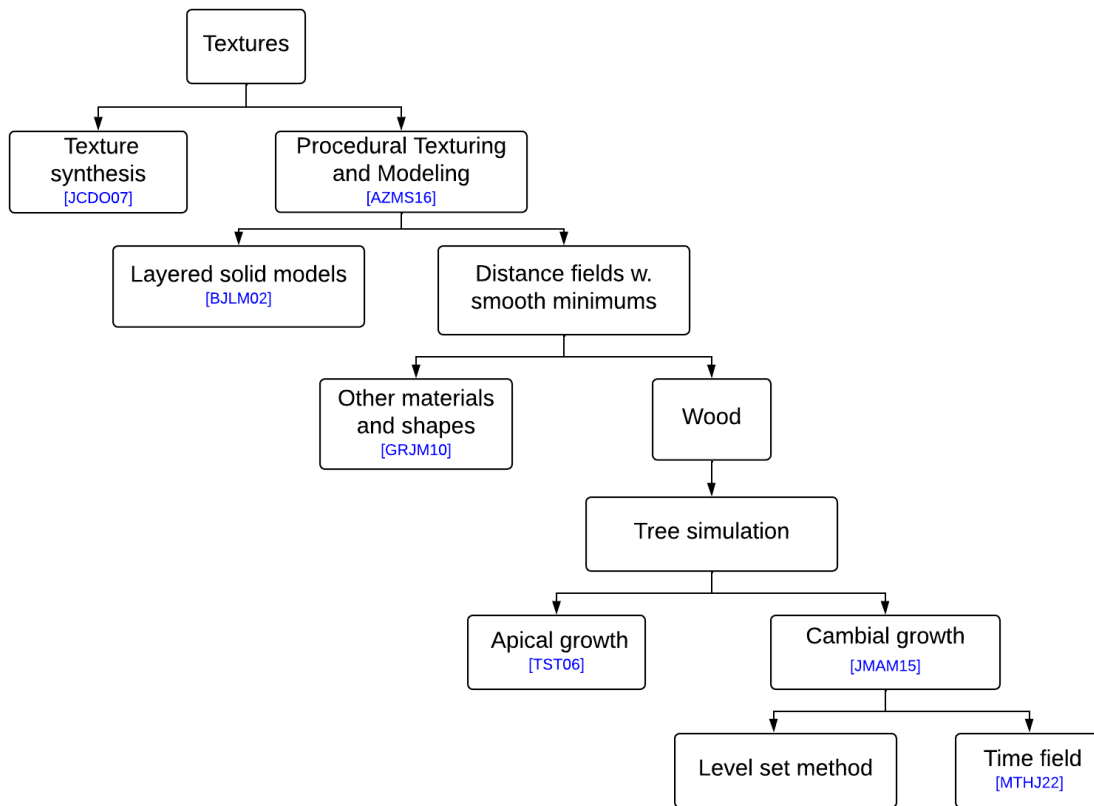 Textures
Texture
synthesis
[JCDO07]
Procedural Texturing
and Modeling
[AZMS16]
Layered solid models
[BJLM02]
Distance fields w.
smooth minimums
Other materials
and shapes
[GRJM10]
Wood
Tree simulation
Apical growth
[TST06]
Cambial growth
[JMAM15]
Level set method
Time field
[MTHJ22]